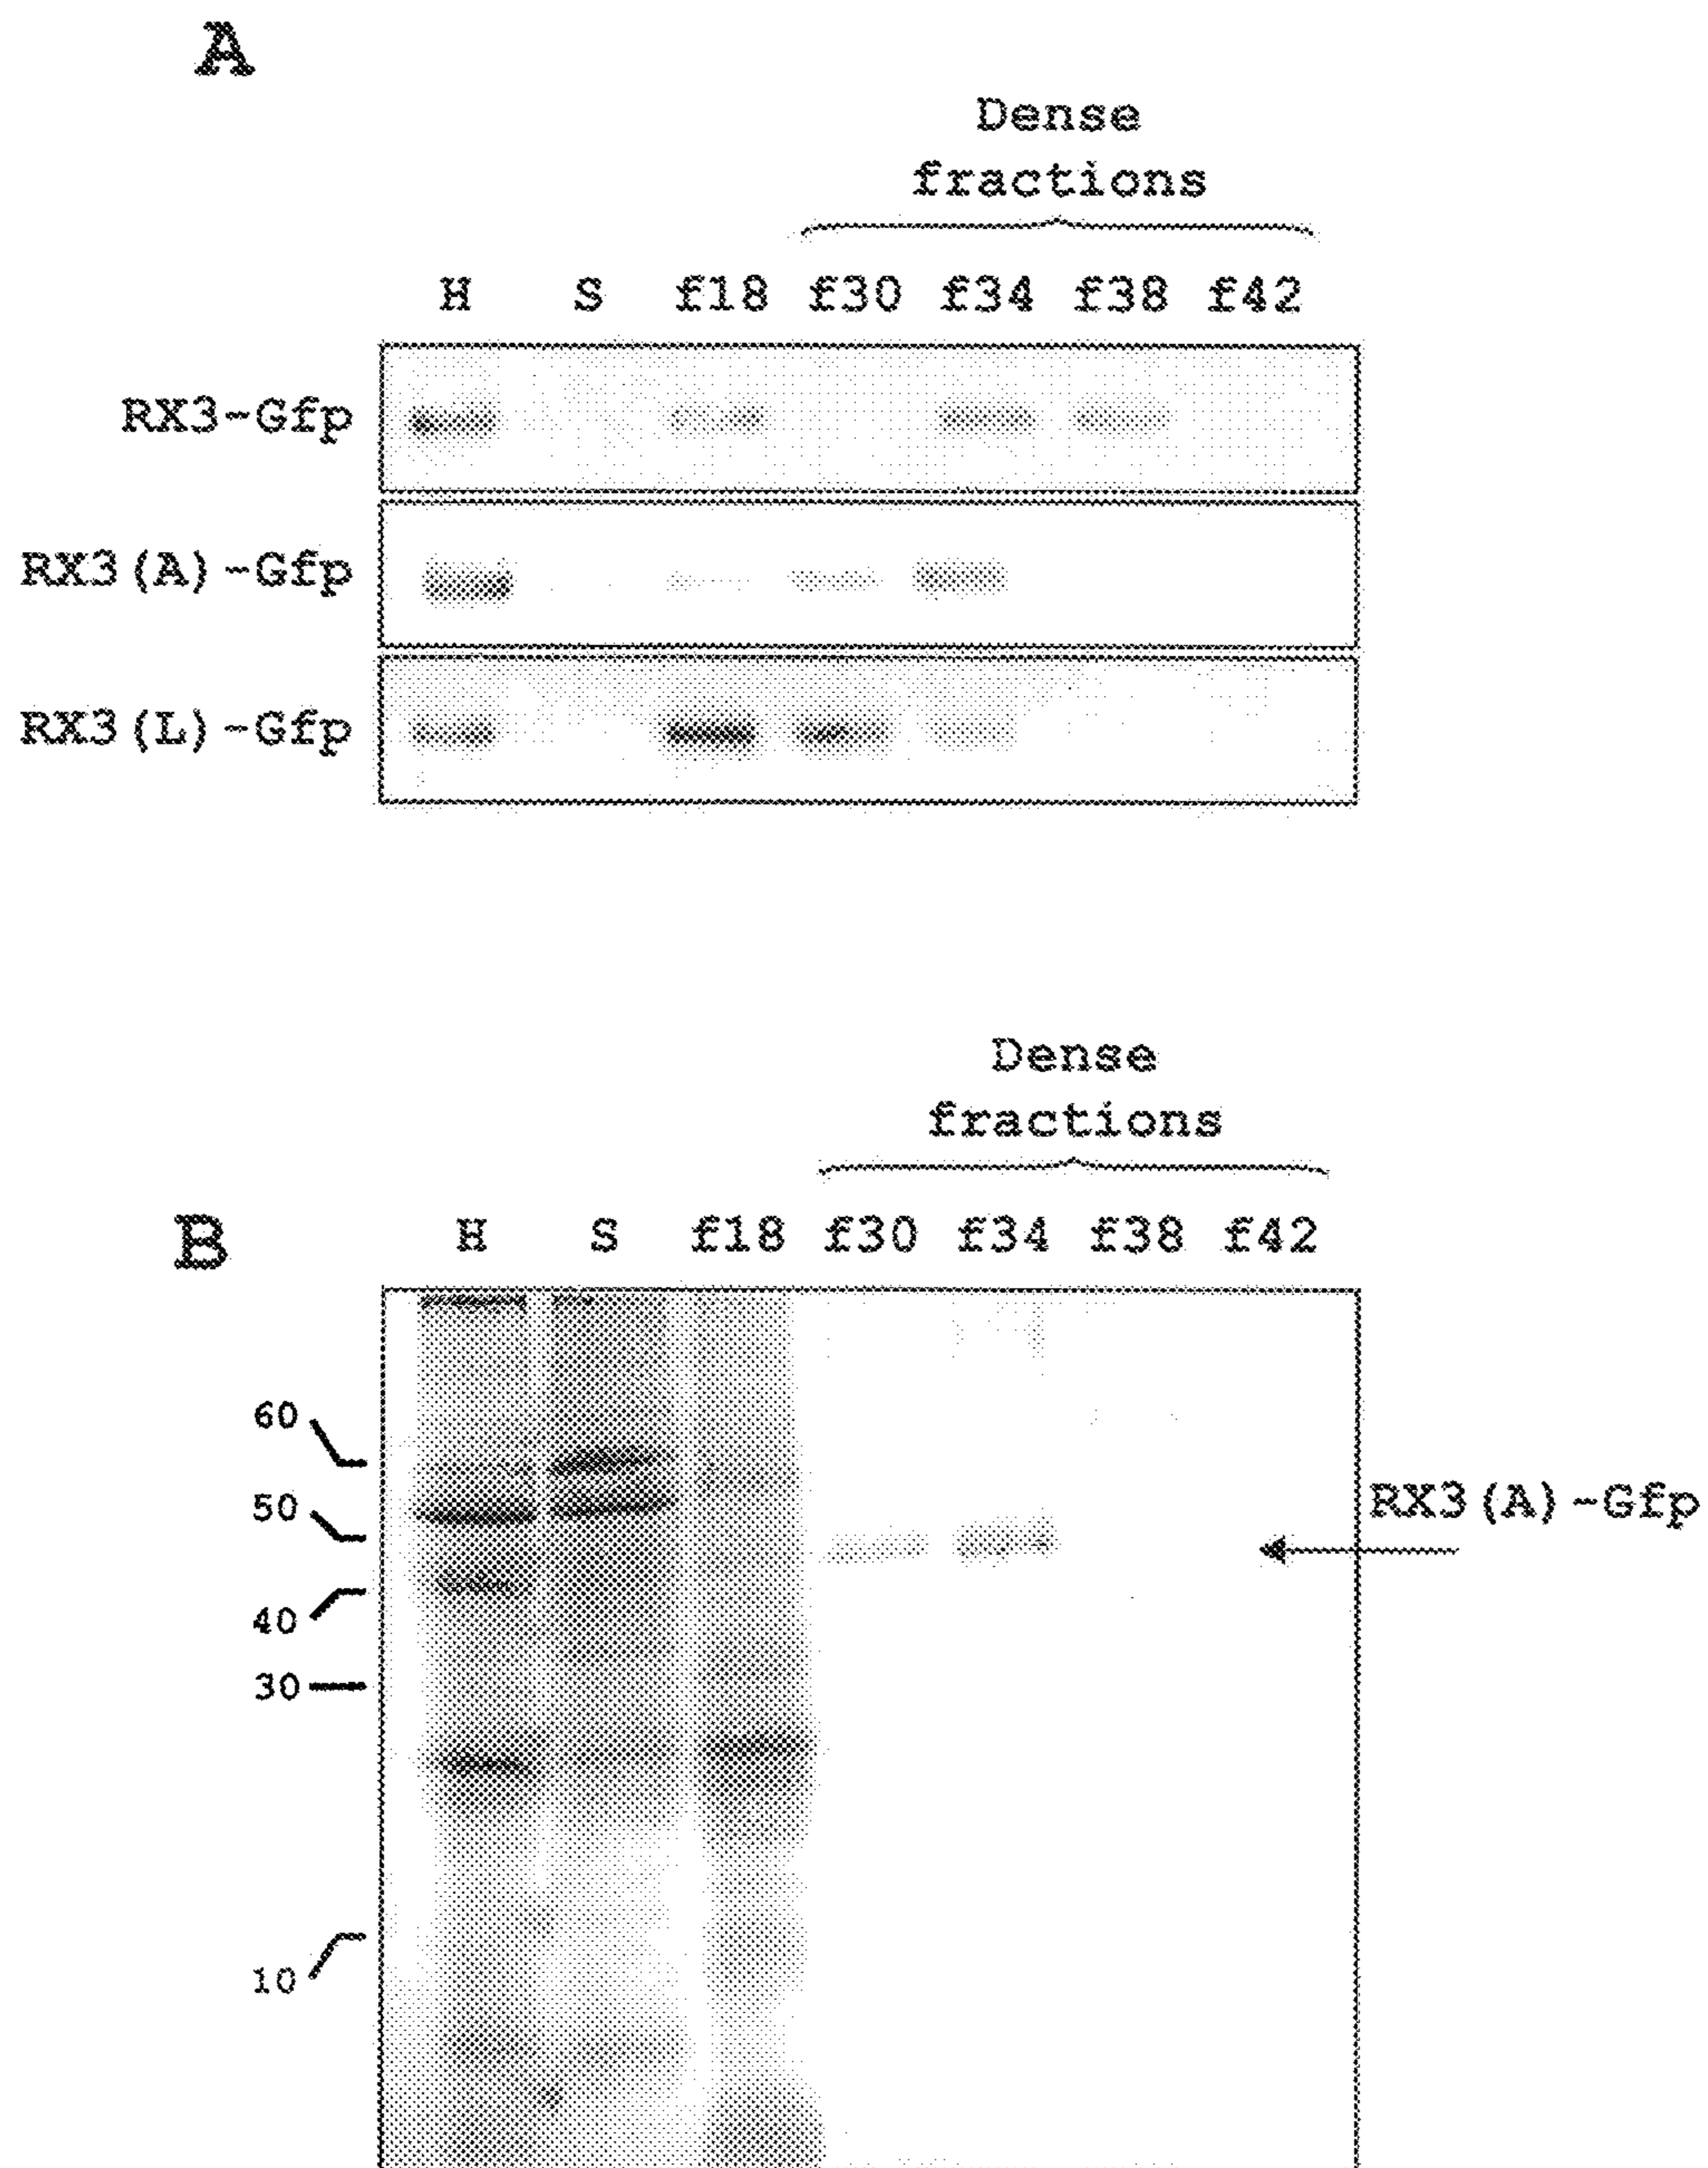 A
Dense
fractions
H S f18 f30 f34 f38 f42
RX3-Gfp
RX3(A)-Gfp
RX3(L)-Gfp
Dense
fractions
B H S f18 f30 f34 f38 f42
60
50
RX3(A)-Gfp
40
30
10